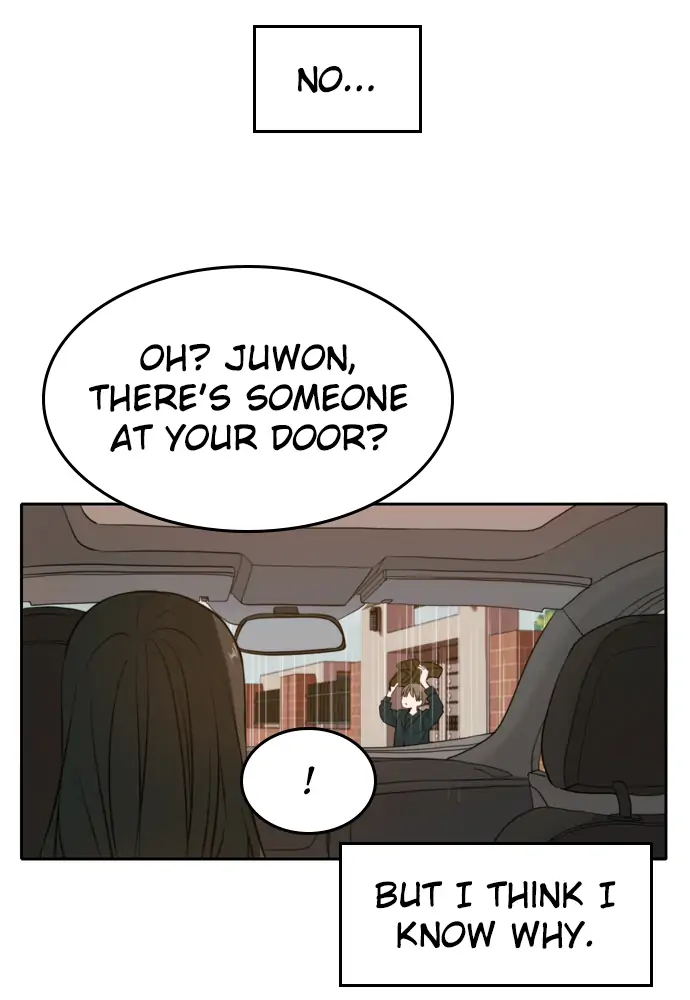 NO...
OH? JUWON,
THERE'S SOMEONE
AT YOUR DOOR?
!
BUT I THINK I
KNOW WHY.